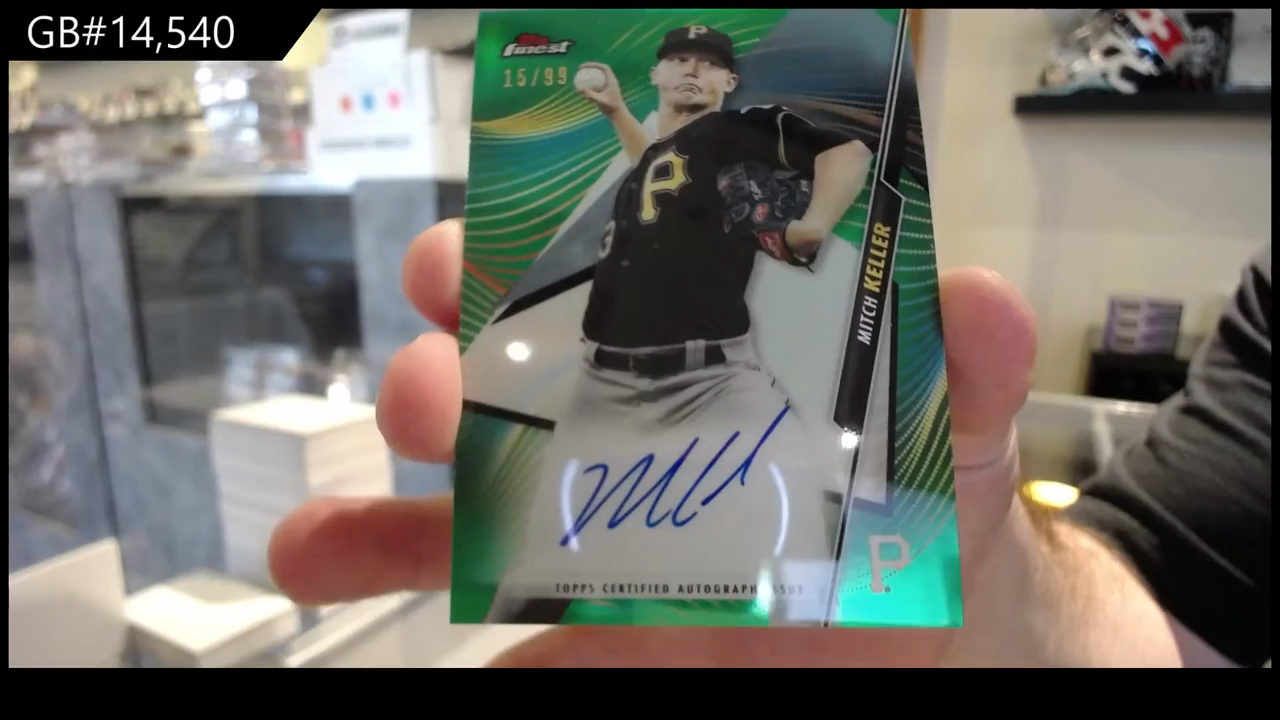 GB#14,540
finest
15/99
P
P
MITCH KELLER
TOPPS CERTIFIED AUTOGRAPH ISSUE
P